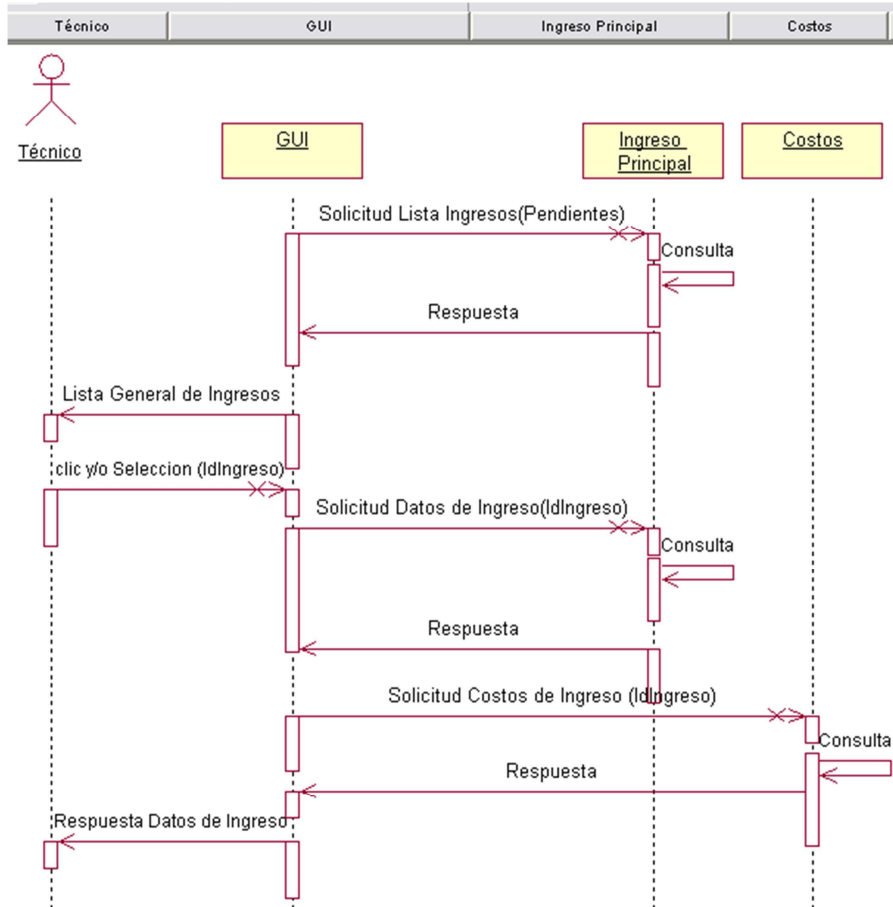 Técnico
GUI
Ingreso Principal
Costos
Técnico
GUI
Ingreso
Principal
Costos
Solicitud Lista Ingresos(Pendientes)
Consulta
Respuesta
Lista General de Ingresos
clic y/o Seleccion (IdIngreso)
Solicitud Datos de Ingreso(IdIngreso)
Consulta
Respuesta
Solicitud Costos de Ingreso (IdIngreso)
Consulta
Respuesta
Respuesta Datos de Ingreso